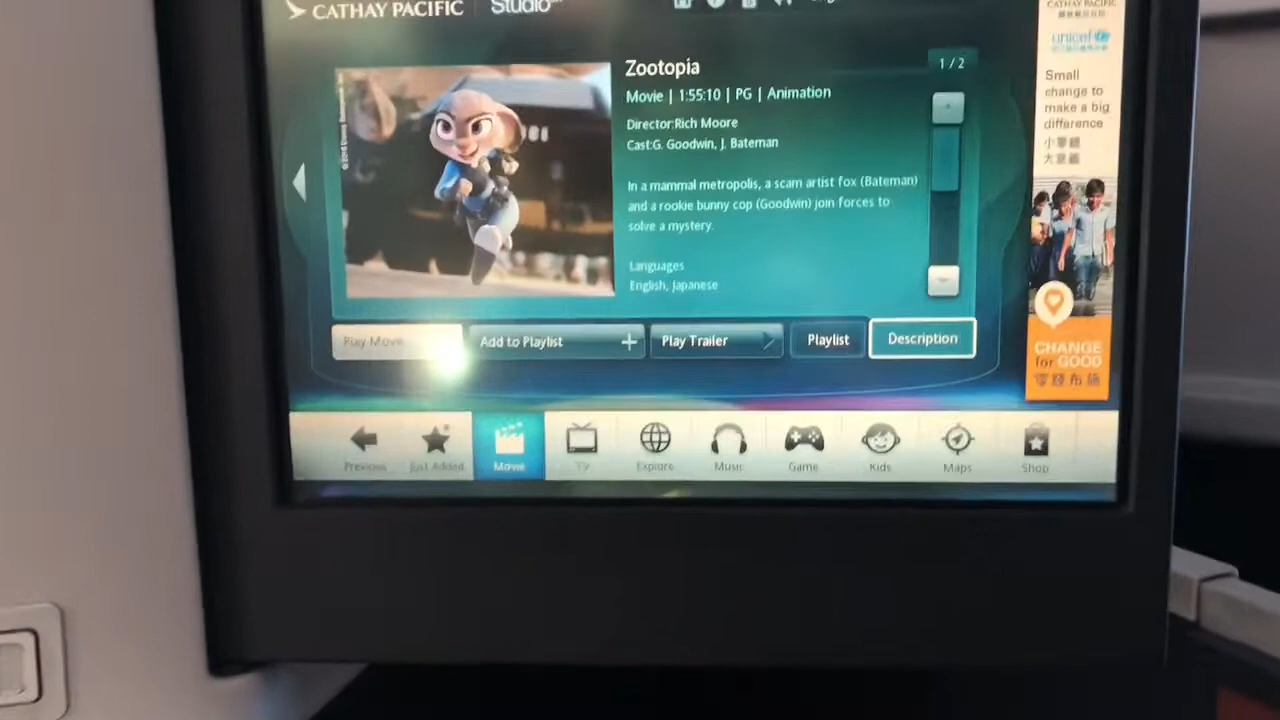 CATHAY PACIFIC
Studio
Zootopia
1 / 2
Movie | 1:55:10 | PG | Animation
Director:Rich Moore
Cast:G. Goodwin, J. Bateman
In a mammal metropolis, a scam artist fox (Bateman)
and a rookie bunny cop (Goodwin) join forces to
solve a mystery.
Languages
English, Japanese
Play Movie
Add to Playlist
Play Trailer
Playlist
Description
Previous
Just Added
Movie
TV
Explore
Music
Game
Kids
Maps
Shop
CATHAY PACIFIC
unicef
Small
change to
make a big
difference
小零錢
大意義
CHANGE
for GOOD
零錢布施